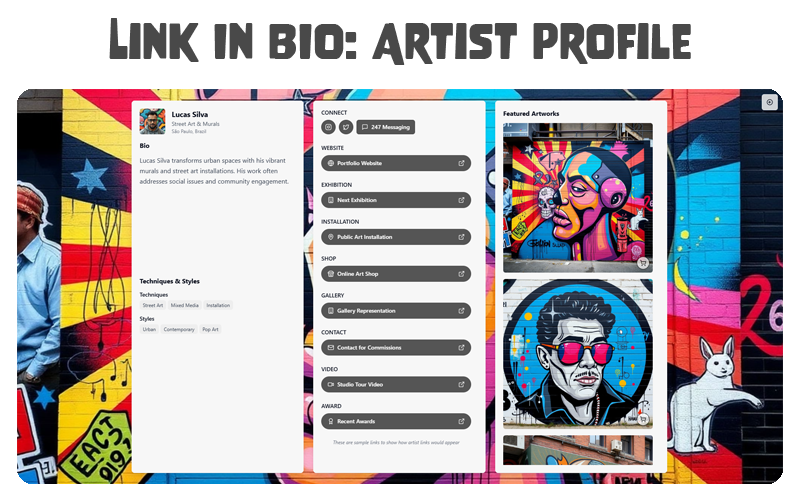 LINK IN BIO: ARTIST PROFILE
Lucas Silva
Street Art & Murals
São Paulo, Brazil
Bio
Lucas Silva transforms urban spaces with his vibrant
murals and street art installations. His work often
addresses social issues and community engagement.
Techniques & Styles
Techniques
Street Art
Mixed Media
Installation
Styles
Urban
Contemporary
Pop Art
CONNECT
247 Messaging
WEBSITE
Portfolio Website
EXHIBITION
Next Exhibition
INSTALLATION
Public Art Installation
SHOP
Online Art Shop
GALLERY
Gallery Representation
CONTACT
Contact for Commissions
VIDEO
Studio Tour Video
AWARD
Recent Awards
These are sample links to show how artist links would appear
Featured Artworks
EACT